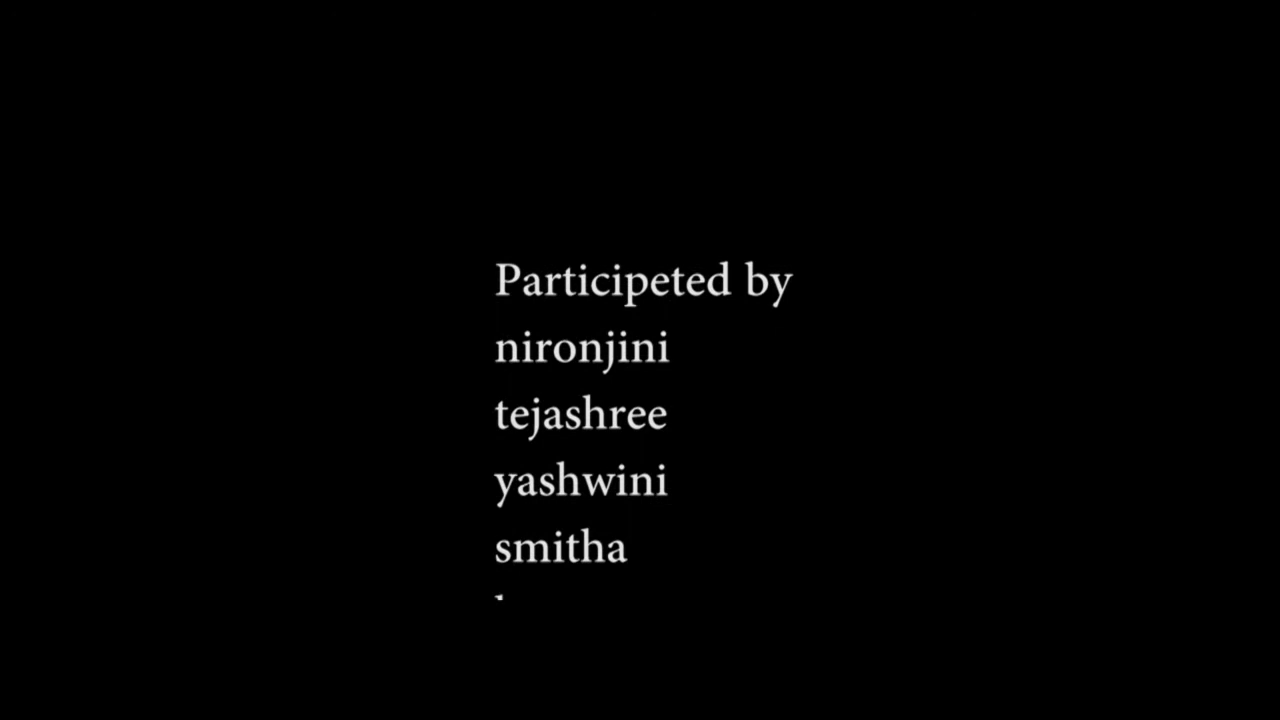 Participeted by
nironjini
tejashree
yashwini
smitha